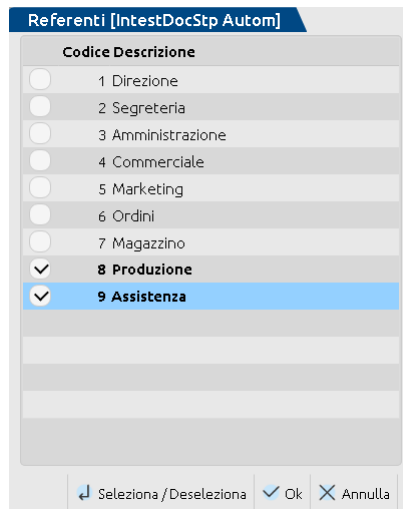 Referenti [IntestDocStp Autom]
Codice Descrizione
1 Direzione
2 Segreteria
3 Amministrazione
4 Commerciale
5 Marketing
6 Ordini
7 Magazzino
8 Produzione
9 Assistenza
Seleziona / Deseleziona Ok Annulla